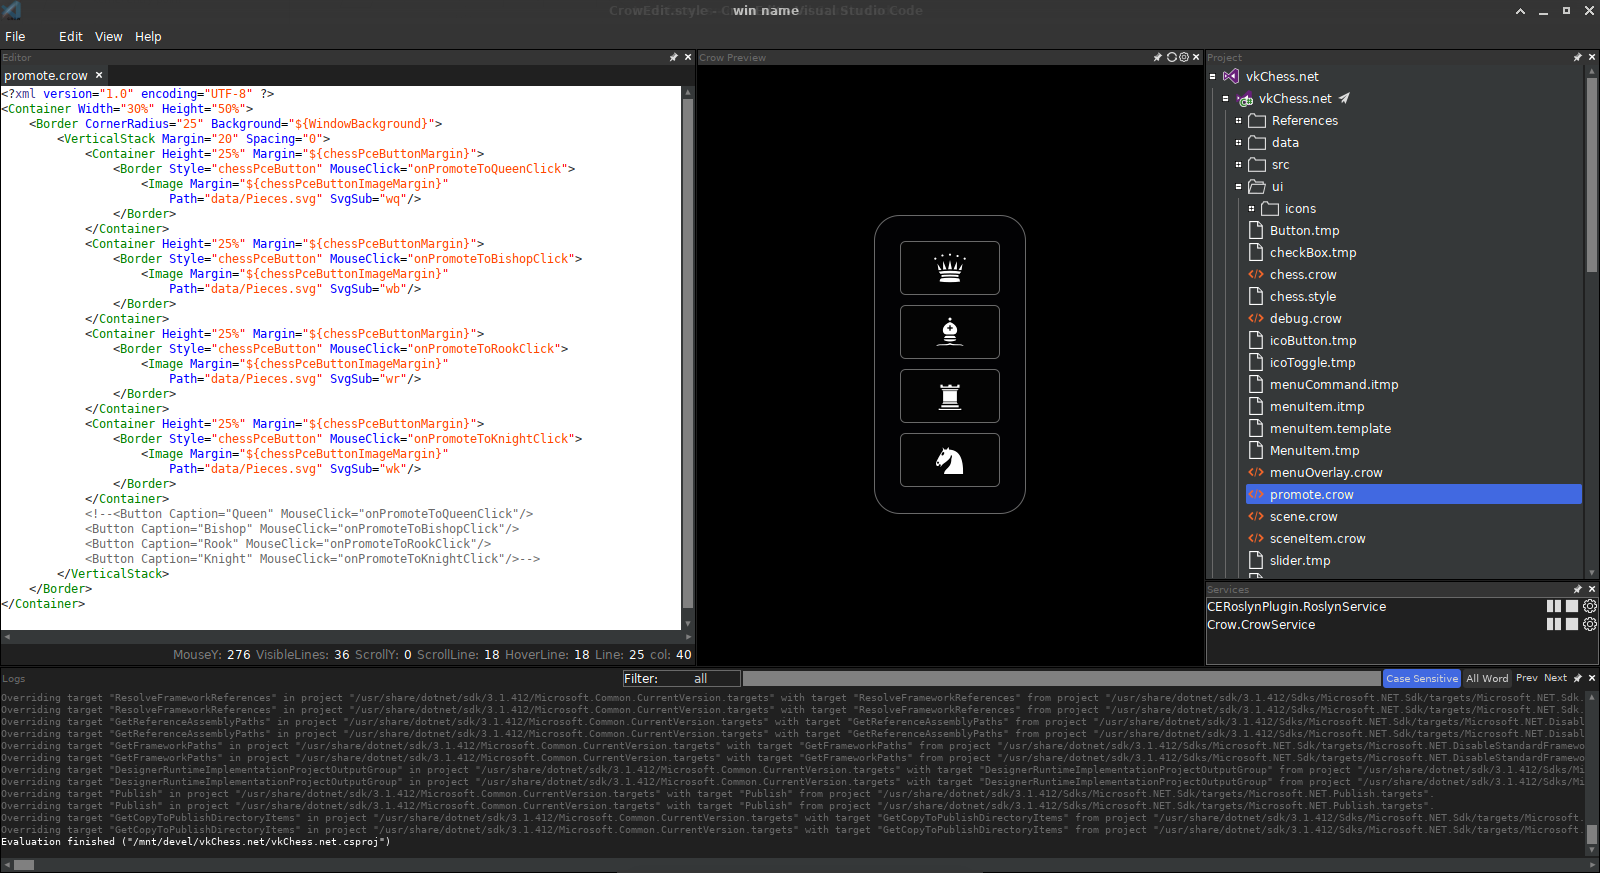 CrowEdit.style - win name Visual Studio Code
File Edit View Help
Editor
promote.crow
<?xml version="1.0" encoding="UTF-8" ?>
<Container Width="30%" Height="50%">
<Border CornerRadius="25" Background="${WindowBackground}">
<VerticalStack Margin="20" Spacing="0">
<Container Height="25%" Margin="${chessPceButtonMargin}">
<Border Style="chessPceButton" MouseClick="onPromoteToQueenClick">
<Image Margin="${chessPceButtonImageMargin}"
Path="data/Pieces.svg" SvgSub="wq"/>
</Border>
</Container>
<Container Height="25%" Margin="${chessPceButtonMargin}">
<Border Style="chessPceButton" MouseClick="onPromoteToBishopClick">
<Image Margin="${chessPceButtonImageMargin}"
Path="data/Pieces.svg" SvgSub="wb"/>
</Border>
</Container>
<Container Height="25%" Margin="${chessPceButtonMargin}">
<Border Style="chessPceButton" MouseClick="onPromoteToRookClick">
<Image Margin="${chessPceButtonImageMargin}"
Path="data/Pieces.svg" SvgSub="wr"/>
</Border>
</Container>
<Container Height="25%" Margin="${chessPceButtonMargin}">
<Border Style="chessPceButton" MouseClick="onPromoteToKnightClick">
<Image Margin="${chessPceButtonImageMargin}"
Path="data/Pieces.svg" SvgSub="wk"/>
</Border>
</Container>
<!--<Button Caption="Queen" MouseClick="onPromoteToQueenClick"/>
<Button Caption="Bishop" MouseClick="onPromoteToBishopClick"/>
<Button Caption="Rook" MouseClick="onPromoteToRookClick"/>
<Button Caption="Knight" MouseClick="onPromoteToKnightClick"/>-->
</VerticalStack>
</Border>
</Container>
MouseY: 276 VisibleLines: 36 ScrollY: 0 ScrollLine: 18 HoverLine: 18 Line: 25 col: 40
Crow Preview
Project
vkChess.net
vkChess.net
References
data
src
ui
icons
Button.tmp
checkBox.tmp
chess.crow
chess.style
debug.crow
icoButton.tmp
icoToggle.tmp
menuCommand.itmp
menuItem.itmp
menuItem.template
MenuItem.tmp
menuOverlay.crow
promote.crow
scene.crow
sceneItem.crow
slider.tmp
Services
CERoslynPlugin.RoslynService
Crow.CrowService
Logs
Filter: all
Case Sensitive All Word Prev Next
Overriding target "ResolveFrameworkReferences" in project "/usr/share/dotnet/sdk/3.1.412/Microsoft.Common.CurrentVersion.targets" with target "ResolveFrameworkReferences" from project "/usr/share/dotnet/sdk/3.1.412/Sdks/Microsoft.NET.Sdk/targets/Microsoft.NET.Sdk.
Overriding target "ResolveFrameworkReferences" in project "/usr/share/dotnet/sdk/3.1.412/Microsoft.Common.CurrentVersion.targets" with target "ResolveFrameworkReferences" from project "/usr/share/dotnet/sdk/3.1.412/Sdks/Microsoft.NET.Sdk/targets/Microsoft.NET.Sdk.
Overriding target "GetReferenceAssemblyPaths" in project "/usr/share/dotnet/sdk/3.1.412/Microsoft.Common.CurrentVersion.targets" with target "GetReferenceAssemblyPaths" from project "/usr/share/dotnet/sdk/3.1.412/Sdks/Microsoft.NET.Sdk/targets/Microsoft.NET.Disabl
Overriding target "GetReferenceAssemblyPaths" in project "/usr/share/dotnet/sdk/3.1.412/Microsoft.Common.CurrentVersion.targets" with target "GetReferenceAssemblyPaths" from project "/usr/share/dotnet/sdk/3.1.412/Sdks/Microsoft.NET.Sdk/targets/Microsoft.NET.Disabl
Overriding target "GetFrameworkPaths" in project "/usr/share/dotnet/sdk/3.1.412/Microsoft.Common.CurrentVersion.targets" with target "GetFrameworkPaths" from project "/usr/share/dotnet/sdk/3.1.412/Sdks/Microsoft.NET.Sdk/targets/Microsoft.NET.DisableStandardFramewo
Overriding target "GetFrameworkPaths" in project "/usr/share/dotnet/sdk/3.1.412/Microsoft.Common.CurrentVersion.targets" with target "GetFrameworkPaths" from project "/usr/share/dotnet/sdk/3.1.412/Sdks/Microsoft.NET.Sdk/targets/Microsoft.NET.DisableStandardFramewo
Overriding target "DesignerRuntimeImplementationProjectOutputGroup" in project "/usr/share/dotnet/sdk/3.1.412/Microsoft.Common.CurrentVersion.targets" with target "DesignerRuntimeImplementationProjectOutputGroup" from project "/usr/share/dotnet/sdk/3.1.412/Sdks/Mi
Overriding target "DesignerRuntimeImplementationProjectOutputGroup" in project "/usr/share/dotnet/sdk/3.1.412/Microsoft.Common.CurrentVersion.targets" with target "DesignerRuntimeImplementationProjectOutputGroup" from project "/usr/share/dotnet/sdk/3.1.412/Sdks/Mi
Overriding target "Publish" in project "/usr/share/dotnet/sdk/3.1.412/Microsoft.Common.CurrentVersion.targets" with target "Publish" from project "/usr/share/dotnet/sdk/3.1.412/Sdks/Microsoft.NET.Sdk/targets/Microsoft.NET.Publish.targets".
Overriding target "Publish" in project "/usr/share/dotnet/sdk/3.1.412/Microsoft.Common.CurrentVersion.targets" with target "Publish" from project "/usr/share/dotnet/sdk/3.1.412/Sdks/Microsoft.NET.Sdk/targets/Microsoft.NET.Publish.targets".
Overriding target "GetCopyToPublishDirectoryItems" in project "/usr/share/dotnet/sdk/3.1.412/Microsoft.Common.CurrentVersion.targets" with target "GetCopyToPublishDirectoryItems" from project "/usr/share/dotnet/sdk/3.1.412/Sdks/Microsoft.NET.Sdk/targets/Microsoft.
Overriding target "GetCopyToPublishDirectoryItems" in project "/usr/share/dotnet/sdk/3.1.412/Microsoft.Common.CurrentVersion.targets" with target "GetCopyToPublishDirectoryItems" from project "/usr/share/dotnet/sdk/3.1.412/Sdks/Microsoft.NET.Sdk/targets/Microsoft.
Evaluation finished ("/mnt/devel/vkChess.net/vkChess.net.csproj")